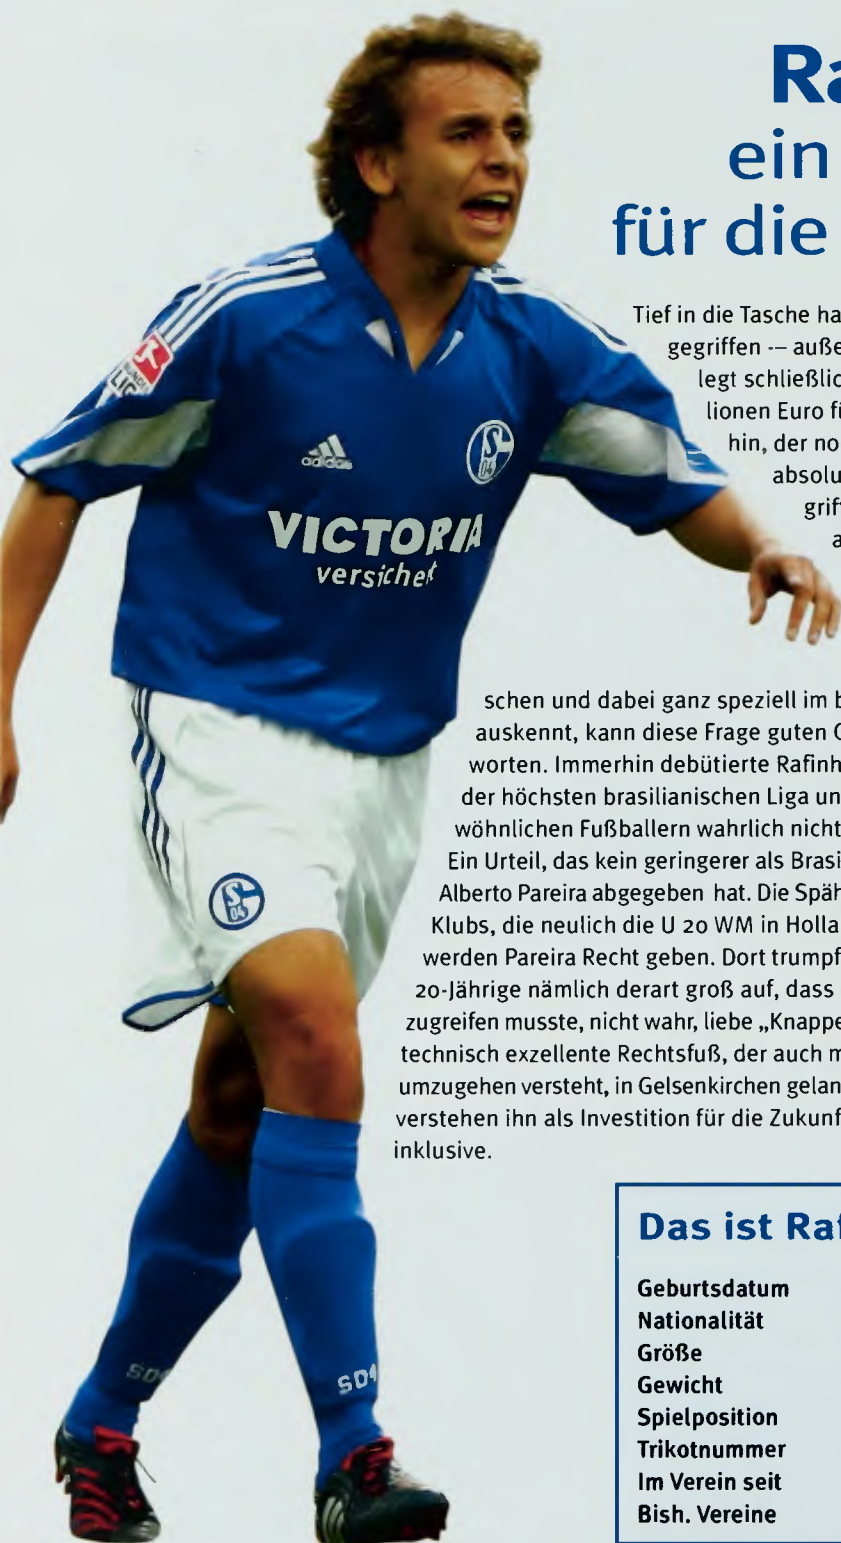 Ra
ein
für die
Tief in die Tasche ha
gegriffen -– auße
legt schließlic
lionen Euro fü
hin, der no
absolu
grif
a
adidas
S
04
VICTORIA
versichert
schen und dabei ganz speziell im b
auskennt, kann diese Frage guten G
worten. Immerhin debütierte Rafinh
der höchsten brasilianischen Liga un
wöhnlichen Fußballern wahrlich nicht
Ein Urteil, das kein geringerer als Brasi
Alberto Pareira abgegeben hat. Die Späh
Klubs, die neulich die U 20 WM in Holla
werden Pareira Recht geben. Dort trumpf
20-Jährige nämlich derart groß auf, dass
zugreifen musste, nicht wahr, liebe „Knappe
technisch exzellente Rechtsfuß, der auch m
umzugehen versteht, in Gelsenkirchen gelan
verstehen ihn als Investition für die Zukunf
inklusive.
S
04
Das ist Raf
Geburtsdatum
Nationalität
Größe
Gewicht
Spielposition
Trikotnummer
Im Verein seit
Bish. Vereine